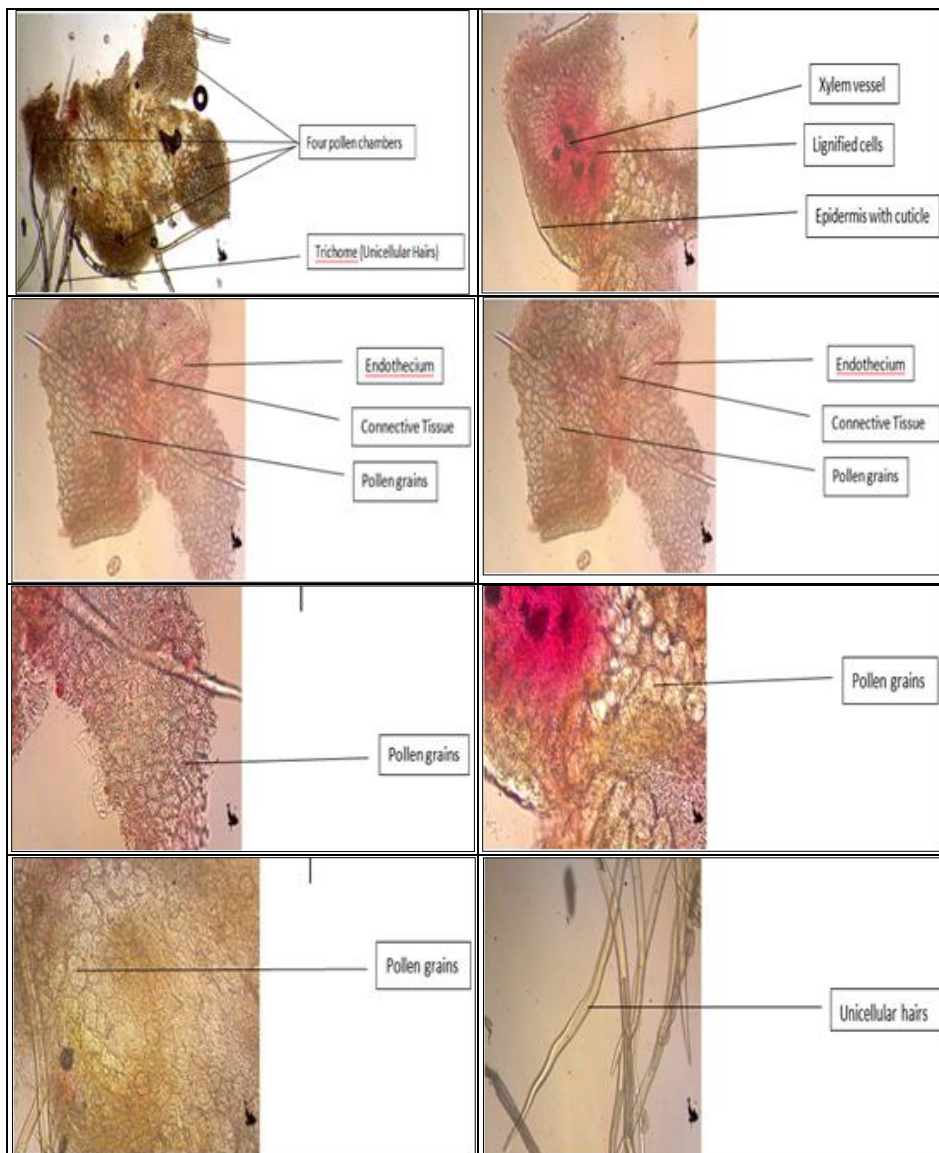 Four pollen chambers
Trichome (Unicellular Hairs)
Xylem vessel
Lignified cells
Epidermis with cuticle
Endothecium
Connective Tissue
Pollen grains
Endothecium
Connective Tissue
Pollen grains
Pollen grains
Pollen grains
Pollen grains
Unicellular hairs